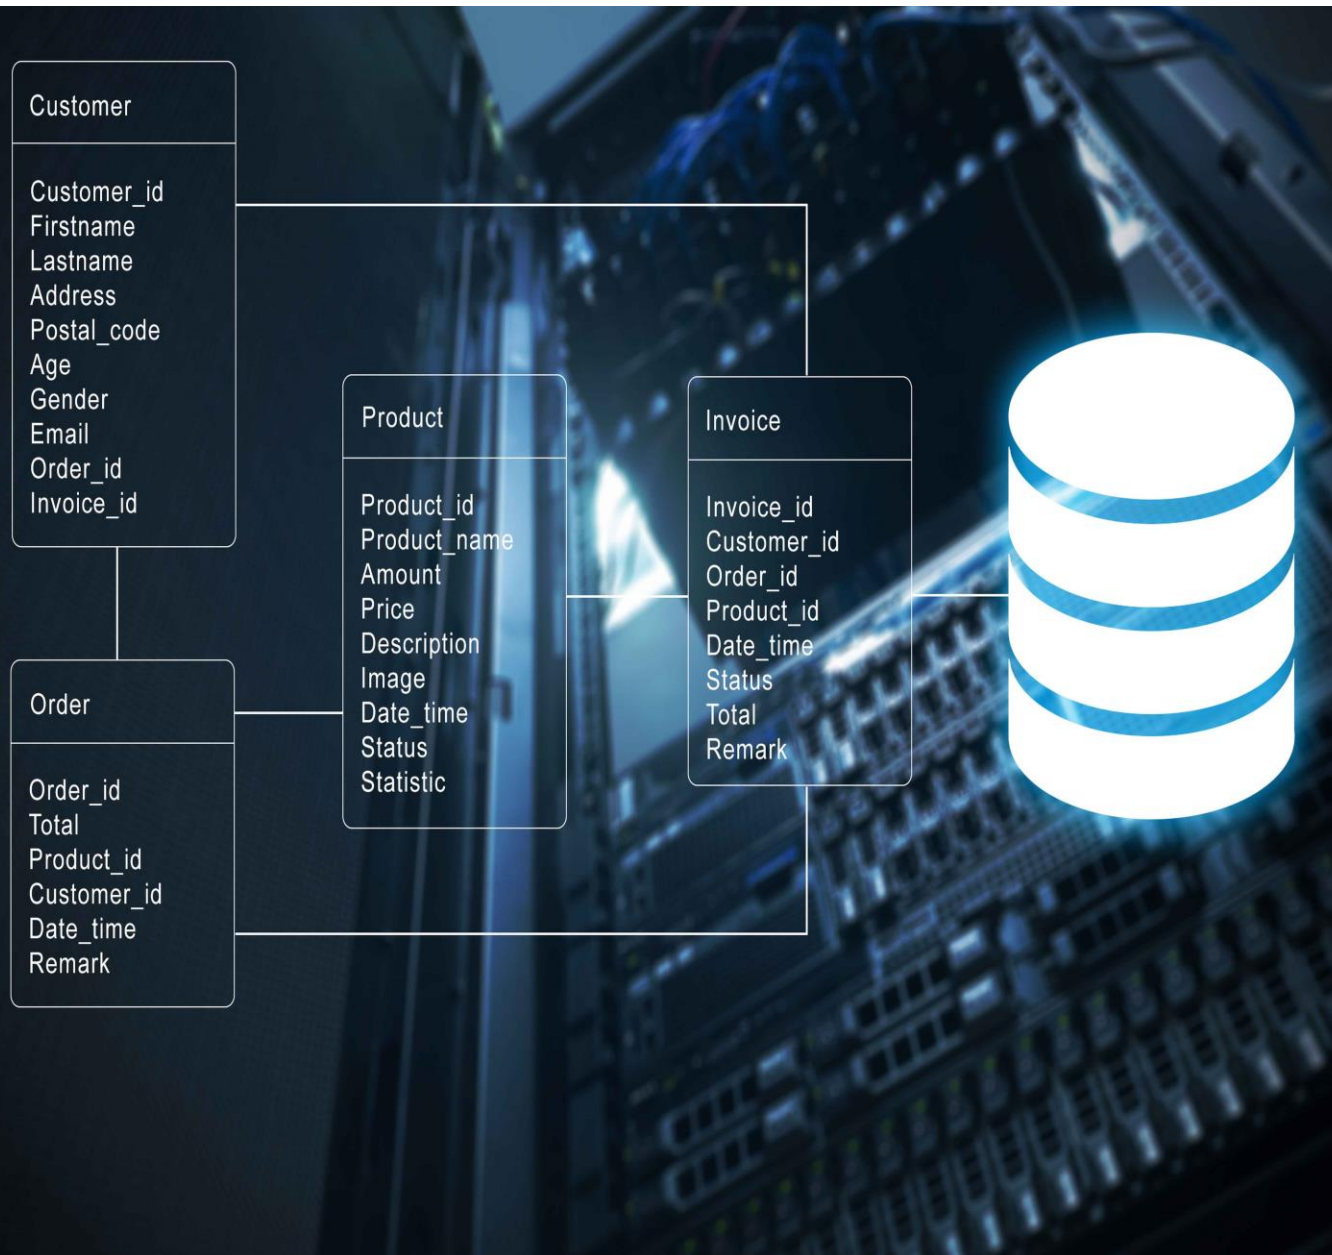 Customer
Customer_id
Firstname
Lastname
Address
Postal_code
Age
Gender
Email
Order_id
Invoice_id
Order
Order_id
Total
Product_id
Customer_id
Date_time
Remark
Product
Product_id
Product_name
Amount
Price
Description
Image
Date_time
Status
Statistic
Invoice
Invoice_id
Customer_id
Order_id
Product_id
Date_time
Status
Total
Remark